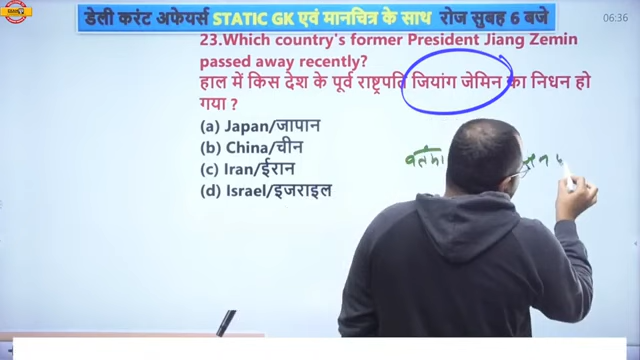 डेली करंट अफेयर्स STATIC GK एवं मानचित्र के साथ रोज सुबह 6 बजे
06:36
23.Which country's former President Jiang Zemin
passed away recently?
हाल में किस देश के पूर्व राष्ट्रपति जियांग जेमिन का निधन हो
गया ?
(a) Japan/जापान
(b) China/चीन
(c) Iran/ईरान
(d) Israel/इजराइल